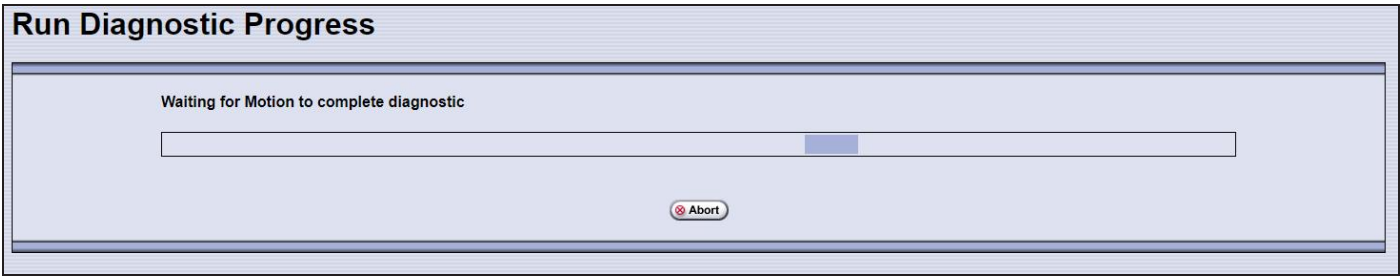 Run Diagnostic Progress
Waiting for Motion to complete diagnostic
Abort